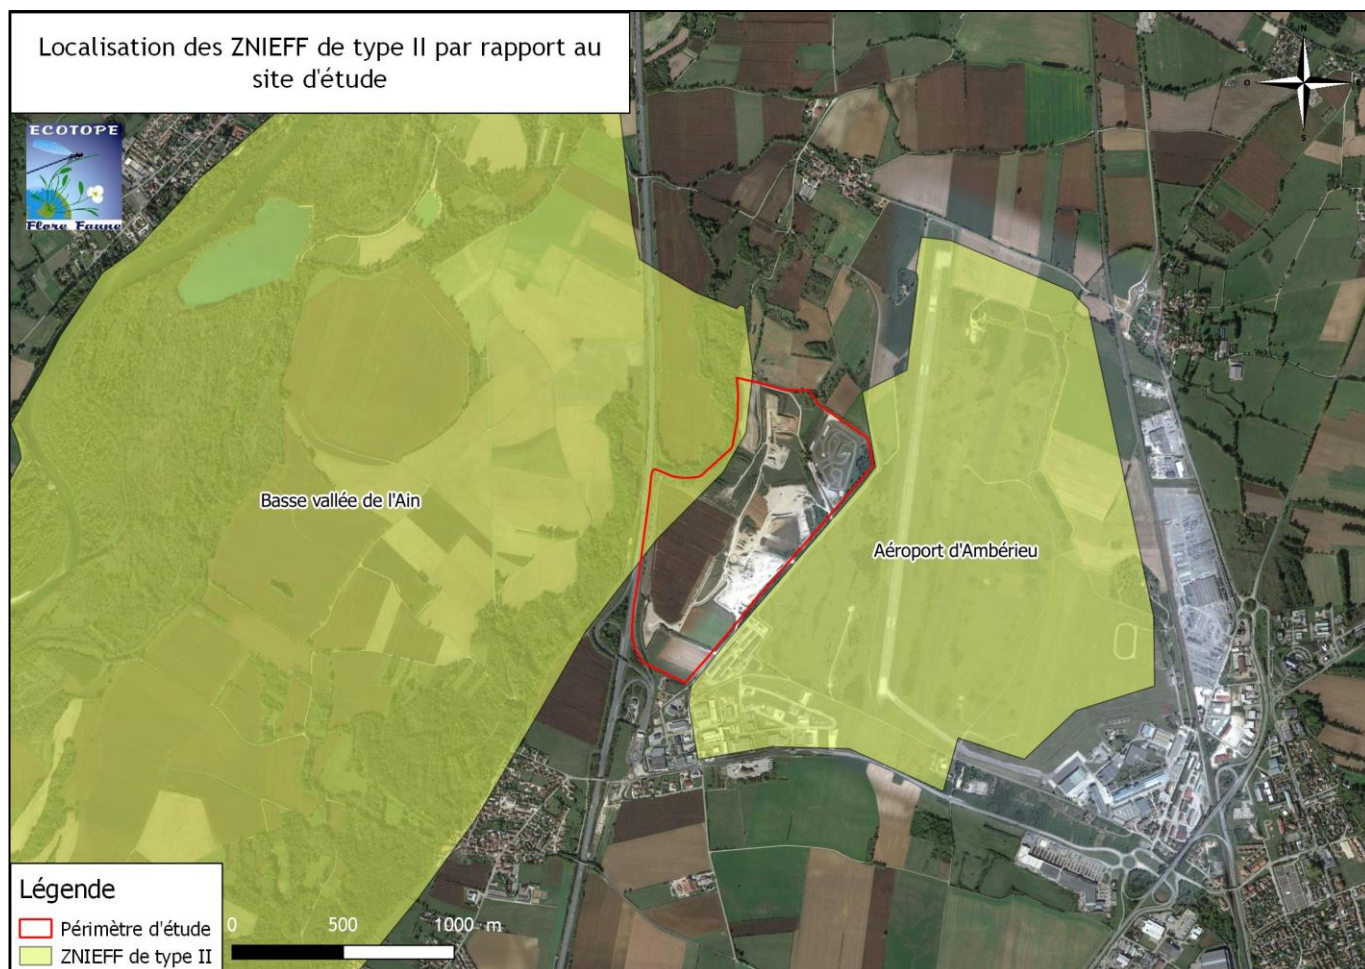 Localisation des ZNIEFF de type II par rapport au
site d'étude
ECOTOPE
Flore Faune
N
O
E
S
Basse vallée de l'Ain
Aéroport d'Ambérieu
Légende
Périmètre d'étude
ZNIEFF de type II
0 500 1000 m